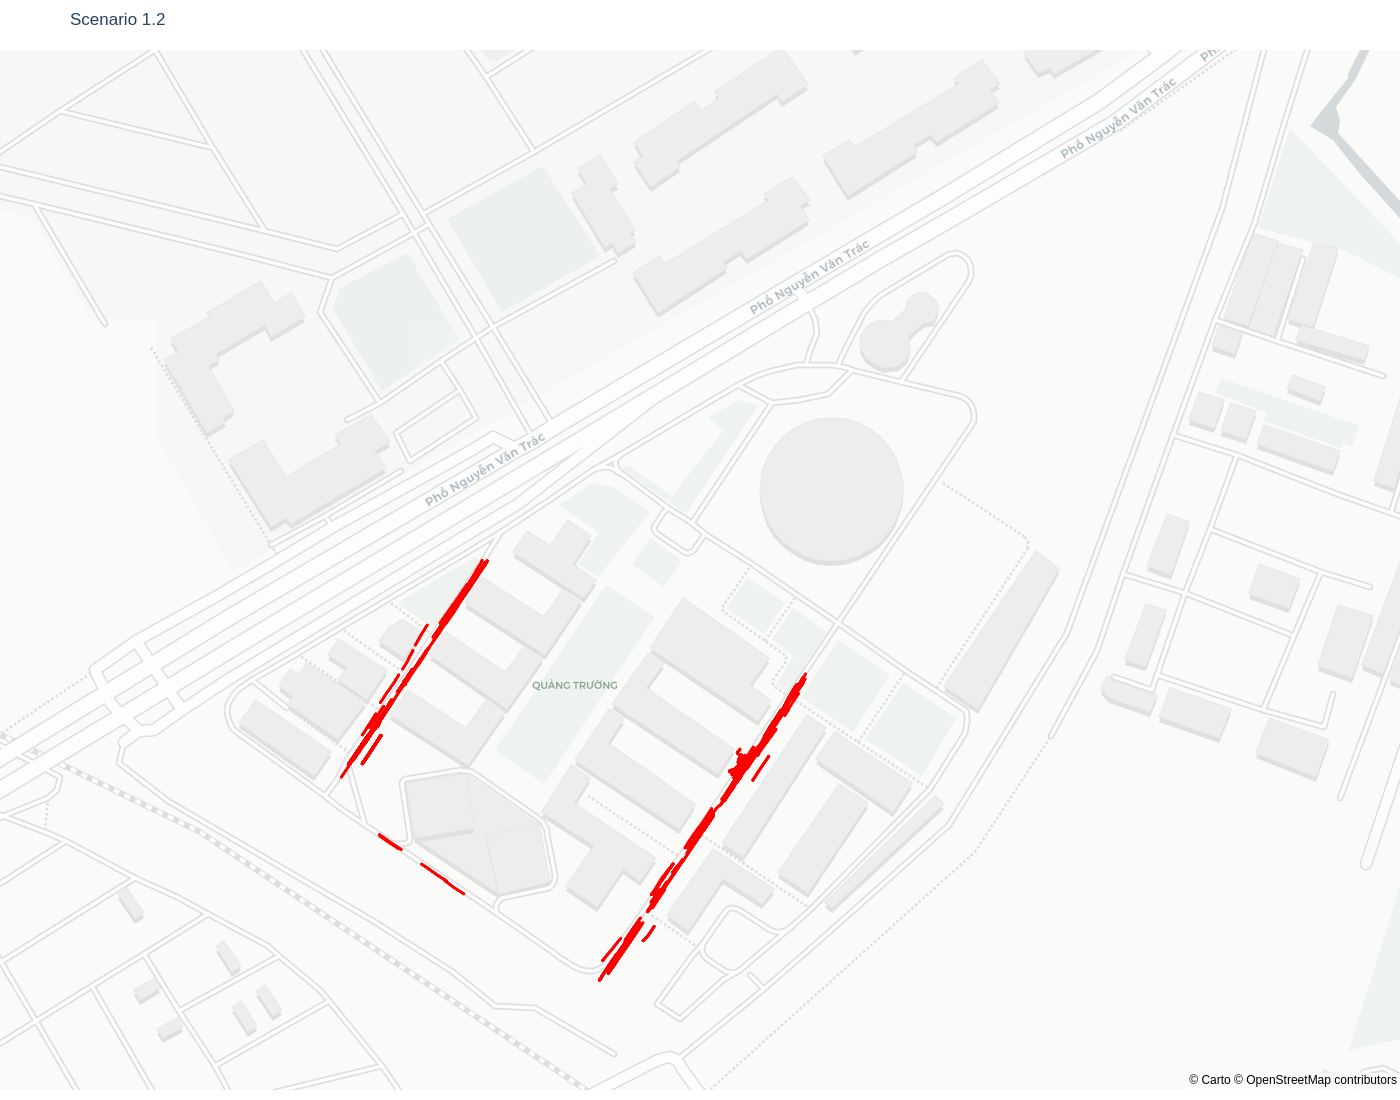 Scenario 1.2
Phố Nguyễn Văn Trác
Phố Nguyễn Văn Trác
Phố Nguyễn Văn Trác
QUẢNG TRƯỜNG
© Carto © OpenStreetMap contributors